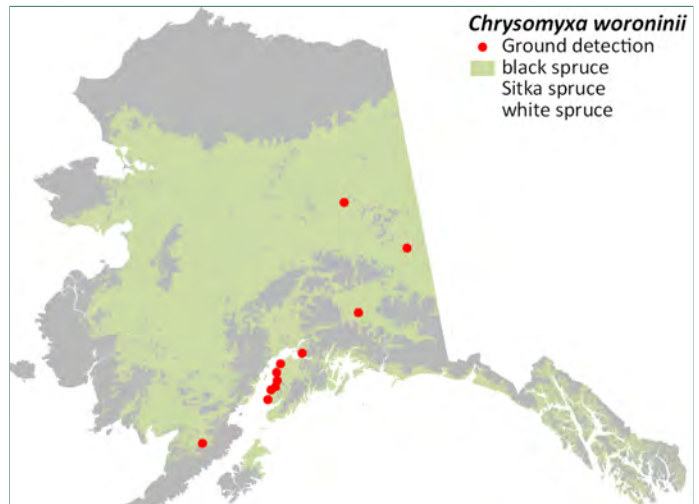 Chrysomyxa woroninii
Ground detection
black spruce
Sitka spruce
white spruce